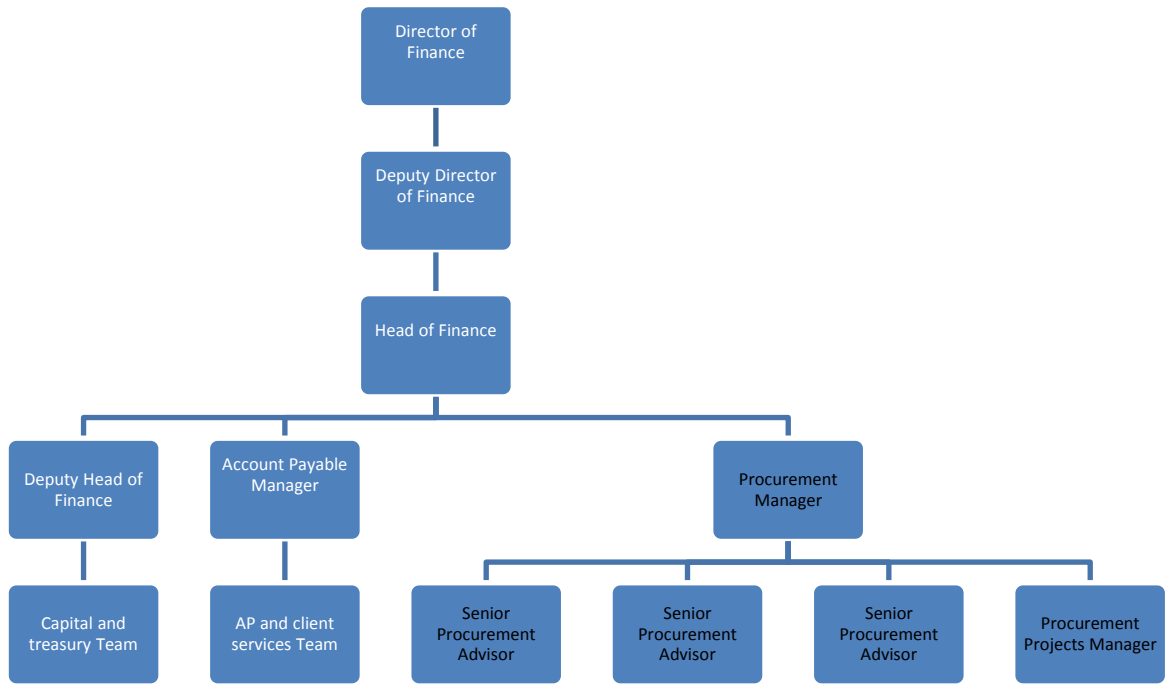 Director of
Finance
Deputy Director
of Finance
Head of Finance
Deputy Head of
Finance
Account Payable
Manager
Procurement
Manager
Capital and
treasury Team
AP and client
services Team
Senior
Procurement
Advisor
Senior
Procurement
Advisor
Senior
Procurement
Advisor
Procurement
Projects Manager